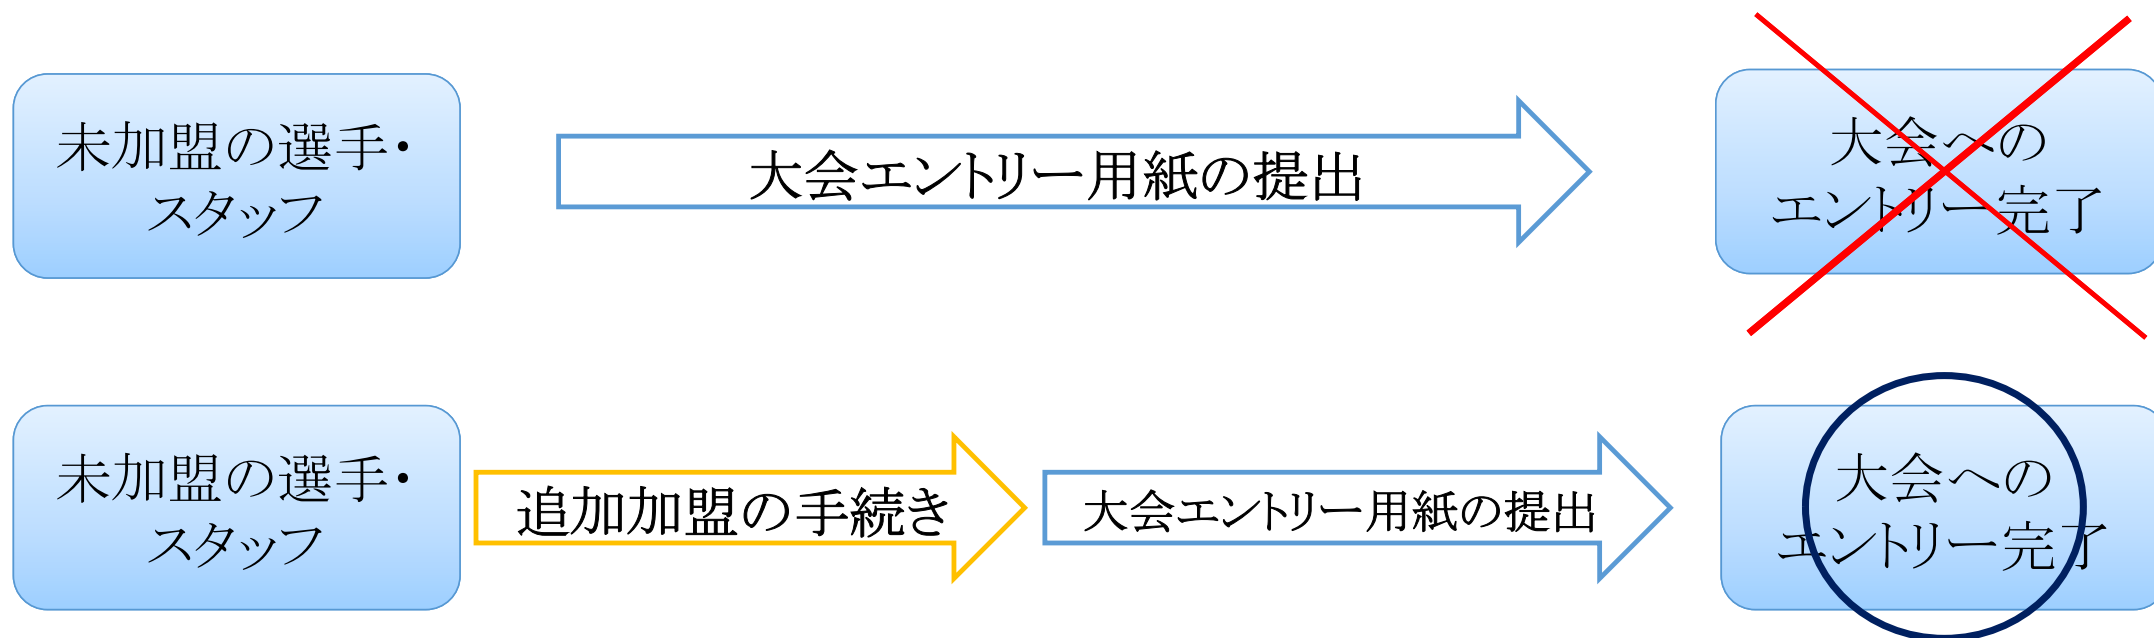 未加盟の選手・
スタッフ
大会エントリー用紙の提出
大会への
エントリー完了
未加盟の選手・
スタッフ
追加加盟の手続き
大会エントリー用紙の提出
大会への
エントリー完了